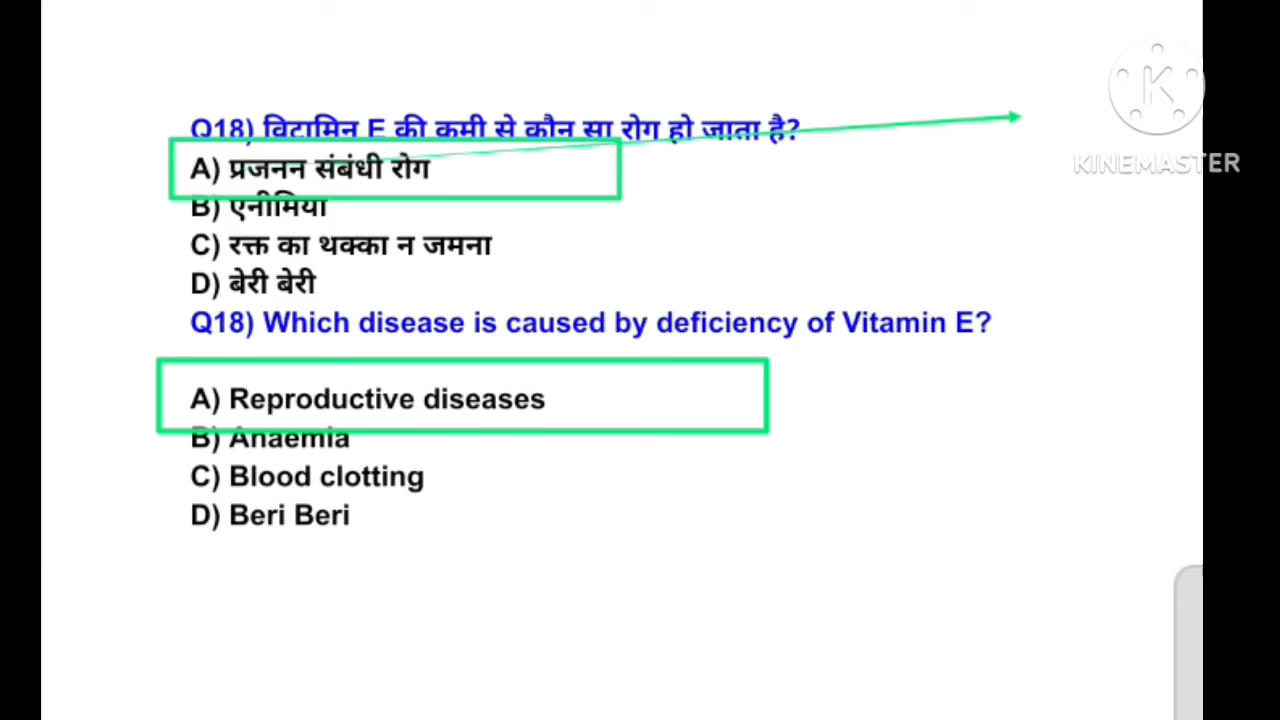 Q18) विटामिन E की कमी से कौन सा रोग हो जाता है?
A) प्रजनन संबंधी रोग
B) एनीमिया
C) रक्त का थक्का न जमना
D) बेरी बेरी
Q18) Which disease is caused by deficiency of Vitamin E?
A) Reproductive diseases
B) Anaemia
C) Blood clotting
D) Beri Beri
K
KINEMASTER